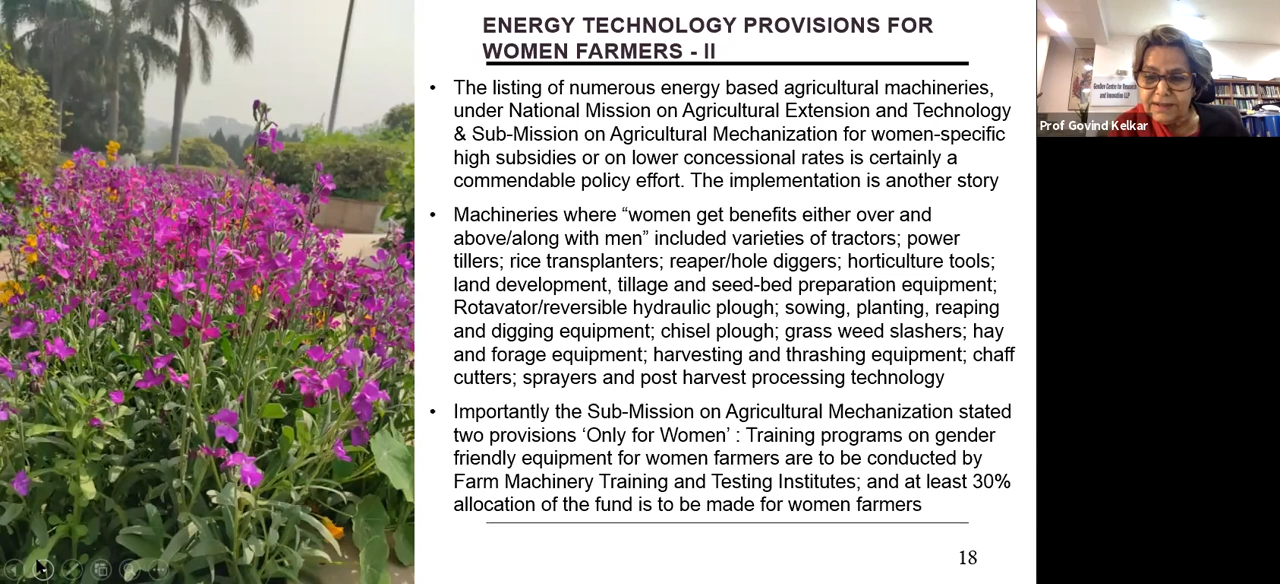 ENERGY TECHNOLOGY PROVISIONS FOR
WOMEN FARMERS - II
• The listing of numerous energy based agricultural machineries,
under National Mission on Agricultural Extension and Technology
& Sub-Mission on Agricultural Mechanization for women-specific
high subsidies or on lower concessional rates is certainly a
commendable policy effort. The implementation is another story
• Machineries where “women get benefits either over and
above/along with men” included varieties of tractors; power
tillers; rice transplanters; reaper/hole diggers; horticulture tools;
land development, tillage and seed-bed preparation equipment;
Rotavator/reversible hydraulic plough; sowing, planting, reaping
and digging equipment; chisel plough; grass weed slashers; hay
and forage equipment; harvesting and thrashing equipment; chaff
cutters; sprayers and post harvest processing technology
• Importantly the Sub-Mission on Agricultural Mechanization stated
two provisions ‘Only for Women’ : Training programs on gender
friendly equipment for women farmers are to be conducted by
Farm Machinery Training and Testing Institutes; and at least 30%
allocation of the fund is to be made for women farmers
18
GenDev Centre for Research
and Innovation LLP
Prof Govind Kelkar